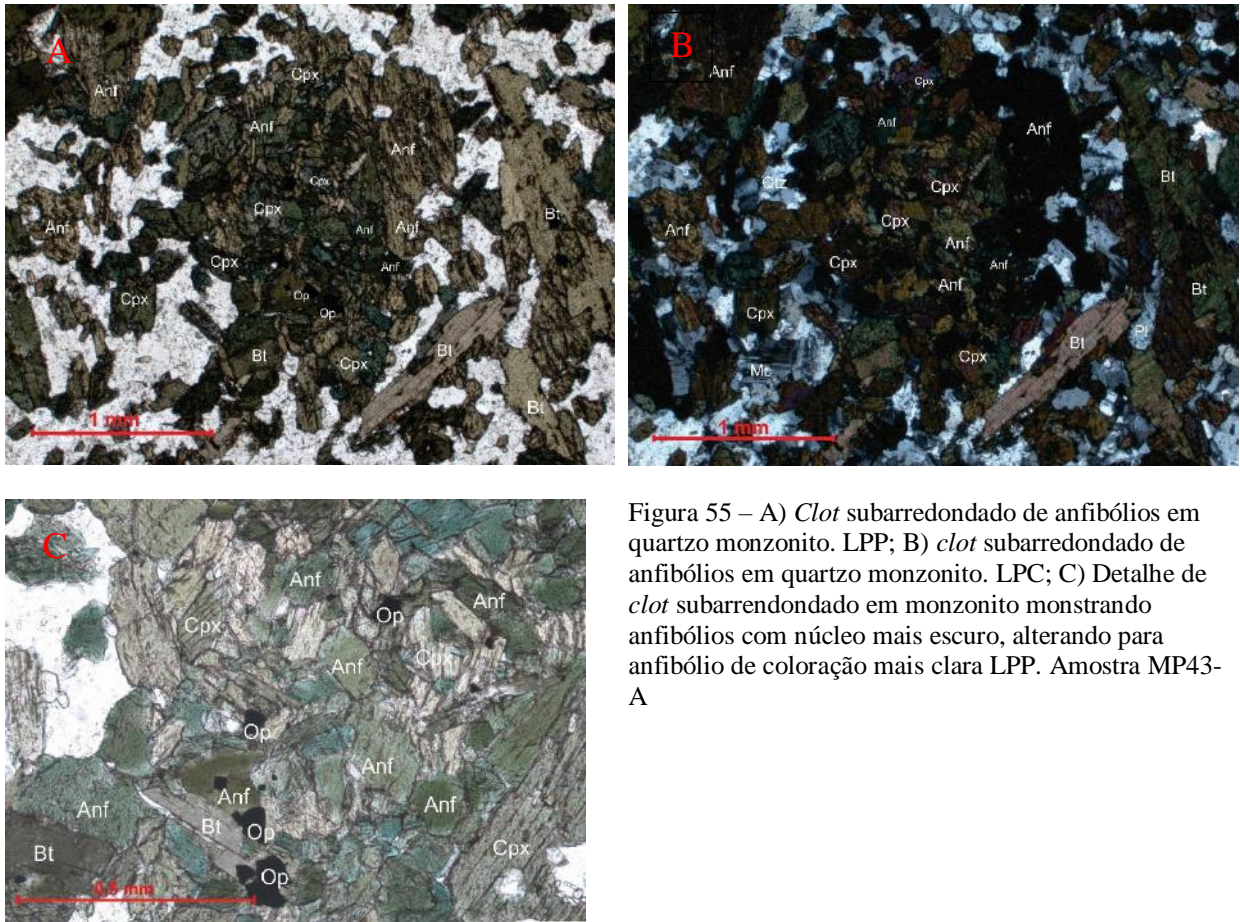 A
Cpx
Anf
Anf
Anf
Cpx
Cpx
Anf
Anf
Anf
Cpx
Anf
Cpx
Op
Op
Bt
Bt
Cpx
Bt
Bt
1 mm
B
Anf
Cpx
Anf
Anf
Qtz
Cpx
Bt
Cpx
Anf
Anf
Cpx
Anf
Anf
Cpx
Bt
Bt
Pl
Cpx
Mc
1 mm
C
Anf
Anf
Op
Cpx
Cpx
Anf
Op
Anf
Anf
Anf
Anf
Bt
Op
Bt
Cpx
Op
0,5 mm
Figura 55 – A) Clot subarredondado de anfibólios em
quartzo monzonito. LPP; B) clot subarredondado de
anfibólios em quartzo monzonito. LPC; C) Detalhe de
clot subarrendondado em monzonito monstrando
anfibólios com núcleo mais escuro, alterando para
anfibólio de coloração mais clara LPP. Amostra MP43-
A